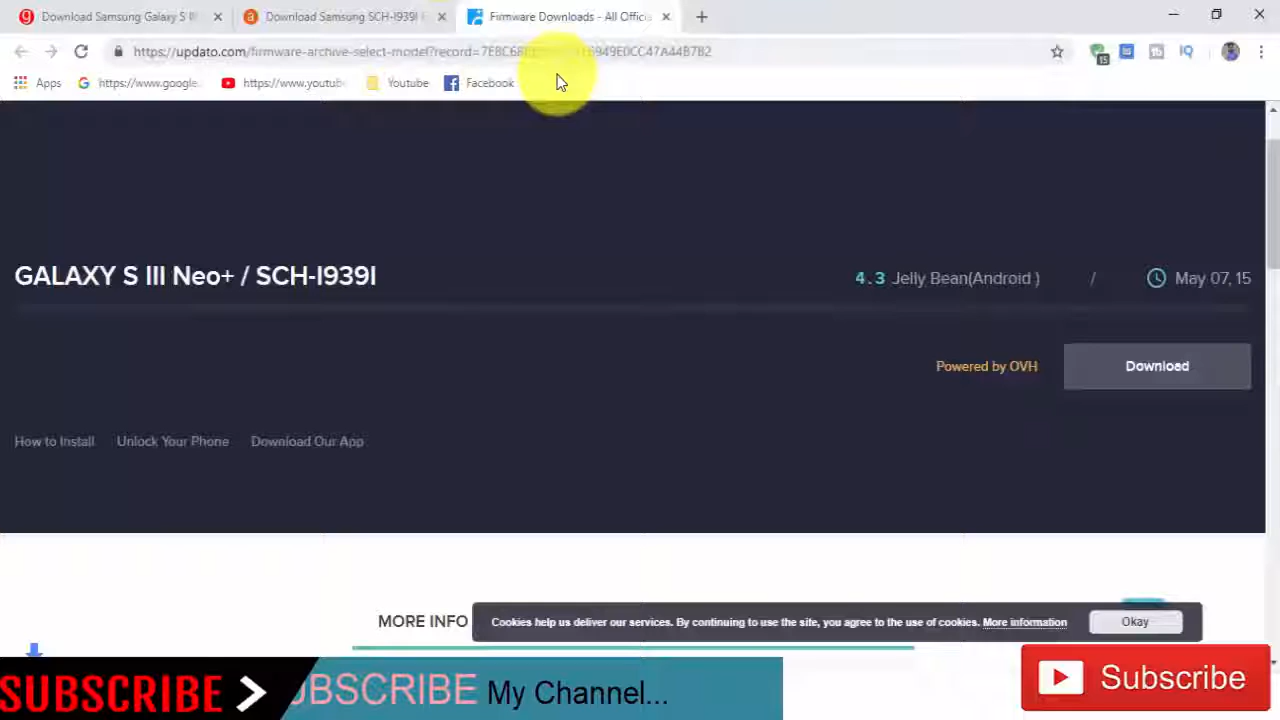 Download Samsung Galaxy S II
Download Samsung SCH-I939I F
Firmware Downloads - All Offici
https://updato.com/firmware-archive-select-model?record=7E8C68
6949E0CC47A44B7B2
15
Apps
https://www.google
https://www.youtub
Youtube
Facebook
GALAXY S III Neo+ / SCH-I939I
4.3 Jelly Bean(Android ) / May 07, 15
Powered by OVH
Download
How to Install
Unlock Your Phone
Download Our App
MORE INFO
Cookies help us deliver our services. By continuing to use the site, you agree to the use of cookies. More information
Okay
SUBSCRIBE
UBSCRIBE My Channel...
Subscribe